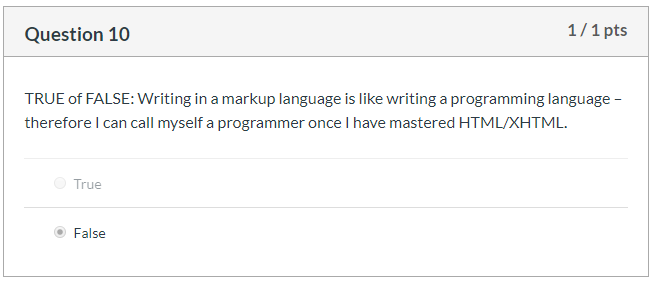 Question 10
1 / 1 pts
TRUE of FALSE: Writing in a markup language is like writing a programming language –
therefore I can call myself a programmer once I have mastered HTML/XHTML.
True
False